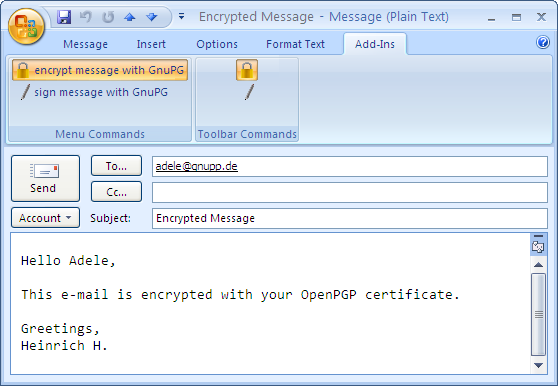 Encrypted Message - Message (Plain Text)
Message Insert Options Format Text Add-Ins
encrypt message with GnuPG
sign message with GnuPG
Menu Commands Toolbar Commands
Send
To... adele@gnupp.de
Cc...
Account Subject: Encrypted Message
Hello Adele,
This e-mail is encrypted with your OpenPGP certificate.
Greetings,
Heinrich H.